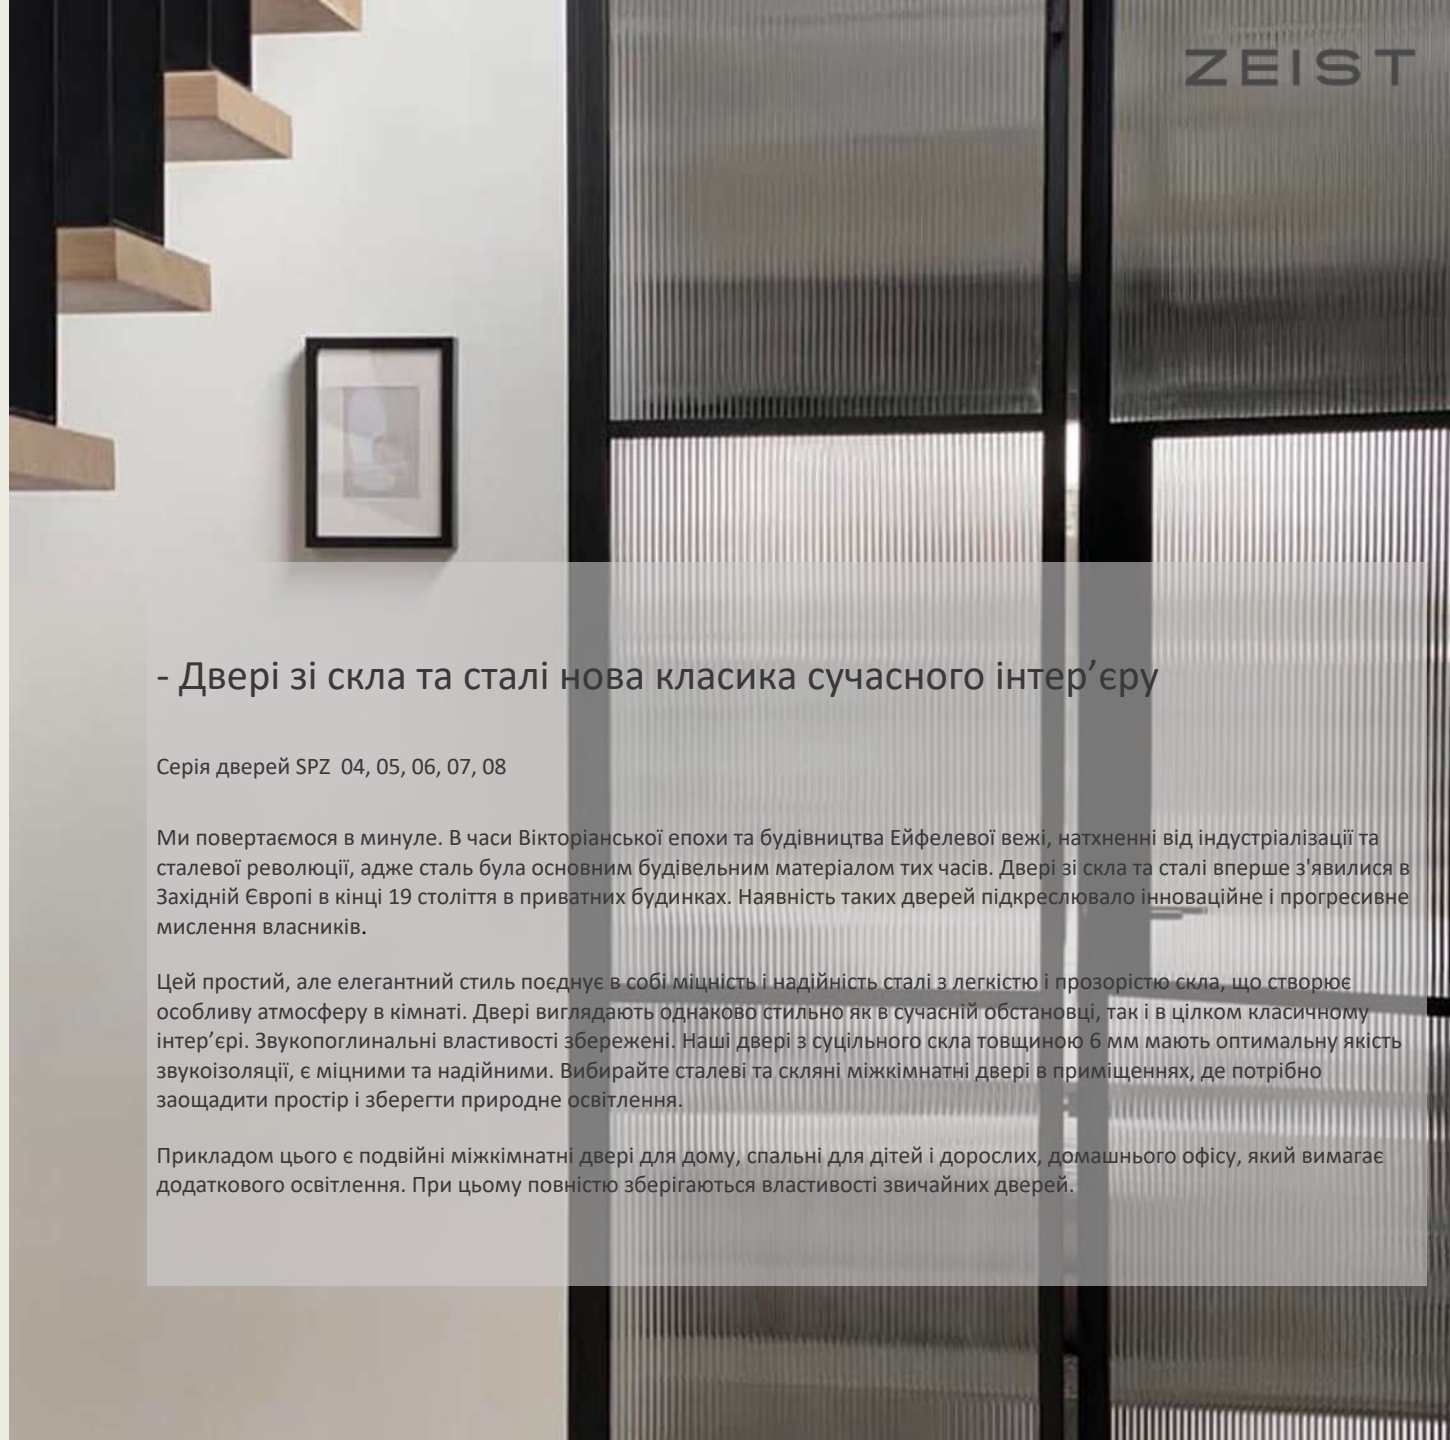 ZEIST
- Двері зі скла та сталі нова класика сучасного інтер’єру
Серія дверей SPZ 04, 05, 06, 07, 08
Ми повертаємося в минуле. В часи Вікторіанської епохи та будівництва Ейфелевої вежі, натхненні від індустріалізації та
сталевої революції, адже сталь була основним будівельним матеріалом тих часів. Двері зі скла та сталі вперше з'явилися в
Західній Європі в кінці 19 століття в приватних будинках. Наявність таких дверей підкреслювало інноваційне і прогресивне
мислення власників.
Цей простий, але елегантний стиль поєднує в собі міцність і надійність сталі з легкістю і прозорістю скла, що створює
особливу атмосферу в кімнаті. Двері виглядають однаково стильно як в сучасній обстановці, так і в цілком класичному
інтер’єрі. Звукопоглинальні властивості збережені. Наші двері з суцільного скла товщиною 6 мм мають оптимальну якість
звукоізоляції, є міцними та надійними. Вибирайте сталеві та скляні міжкімнатні двері в приміщеннях, де потрібно
заощадити простір і зберегти природне освітлення.
Прикладом цього є подвійні міжкімнатні двері для дому, спальні для дітей і дорослих, домашнього офісу, який вимагає
додаткового освітлення. При цьому повністю зберігаються властивості звичайних дверей.